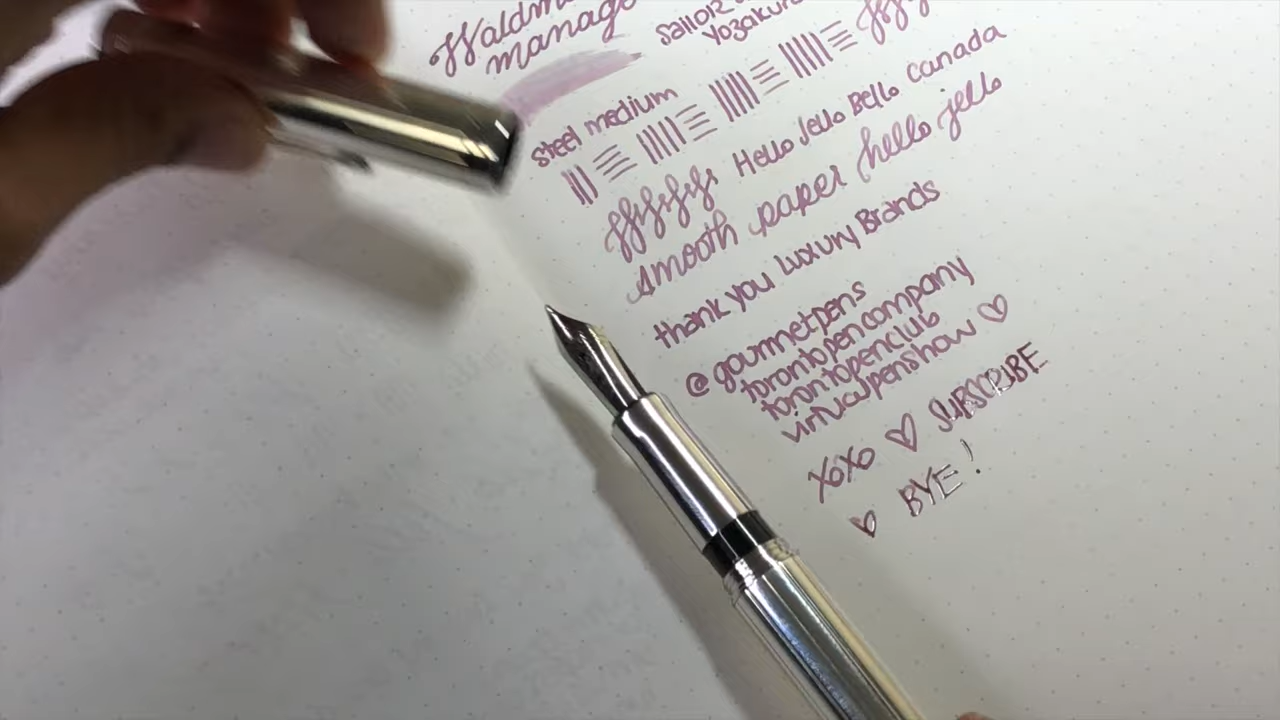 manage
Sailor
Yozakura
Steel medium
Hello Jello Bello Canada
Smooth paper hello jello
thank you Luxury Brands
@gourmetpens
torontopencompany
torontopenclub
virtualpenshow ♡
XOXO ♡ SUBSCRIBE
♡ BYE!